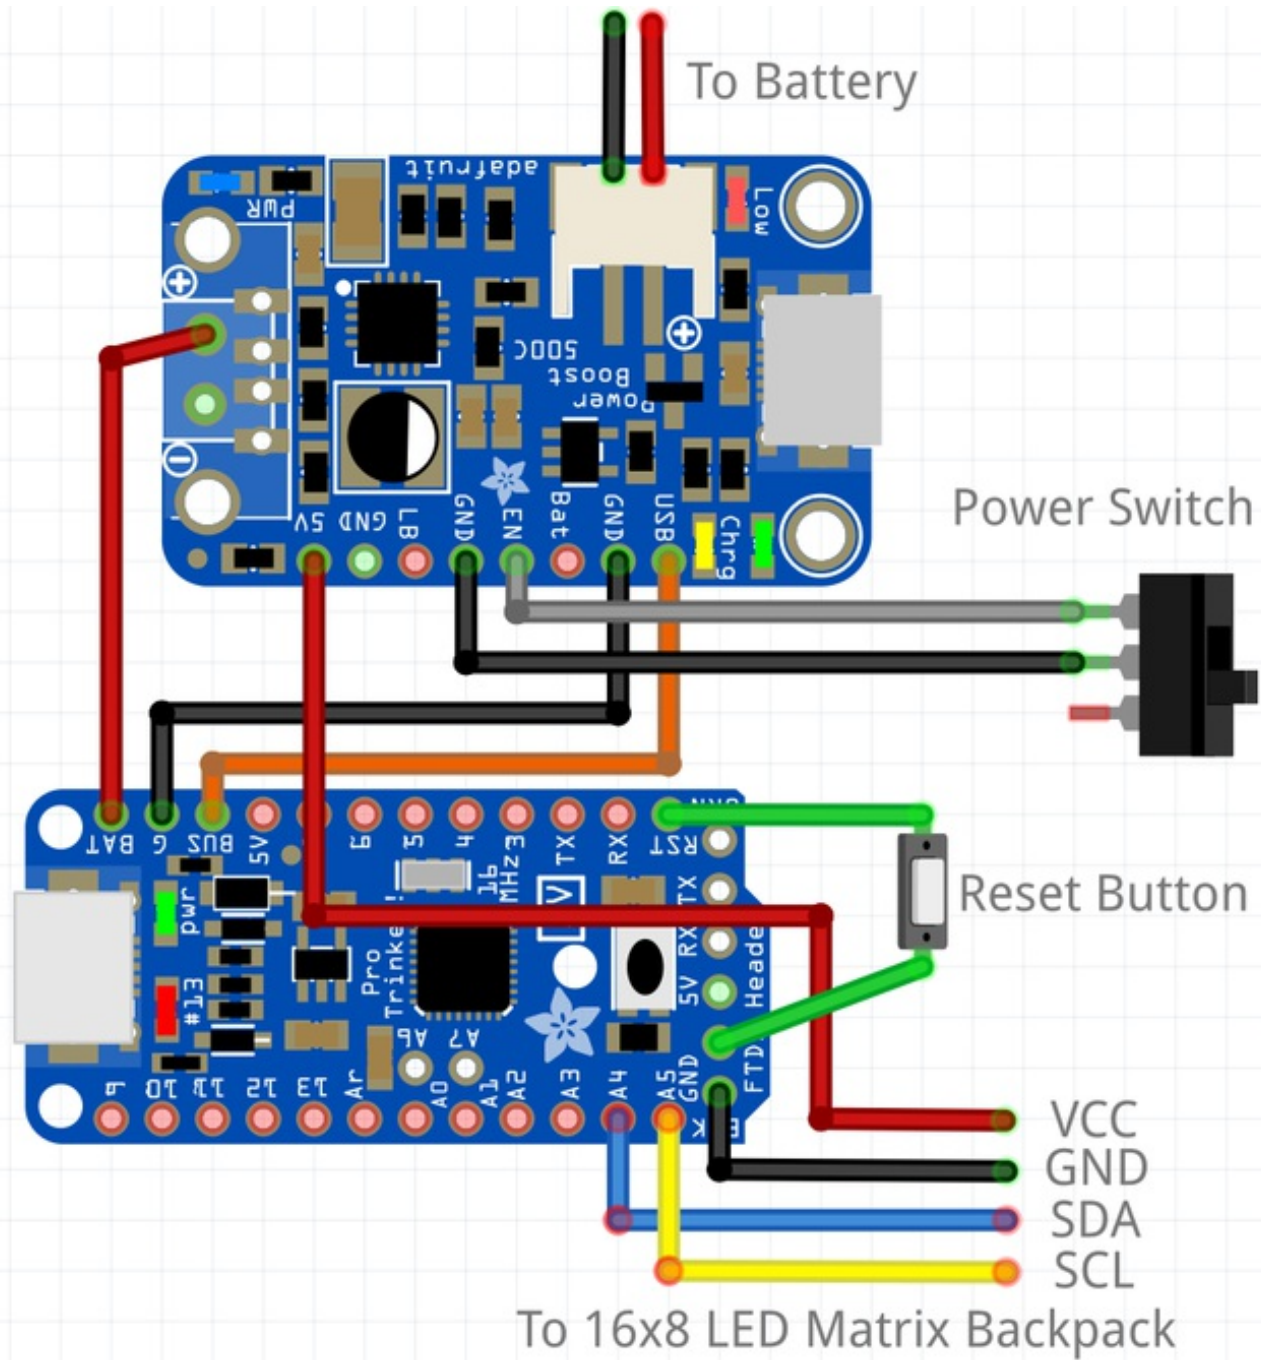 To Battery
adafruit
PWR
Low
+
500C
Boost
Power
+
-
5V
GND
LB
GND
EN
Bat
GND
USB
Chrg
Power Switch
BAT
G
BUS
5V
6
5
4
3
TX
RX
RST
GRN
16
MHz
TX
RX
5V
GND
Reset Button
pwr
#13
Pro
Trinket
V
FTDI Header
A6
A7
9
10
11
12
13
Ar
A0
A1
A2
A3
A4
A5
VCC
GND
SDA
SCL
To 16x8 LED Matrix Backpack